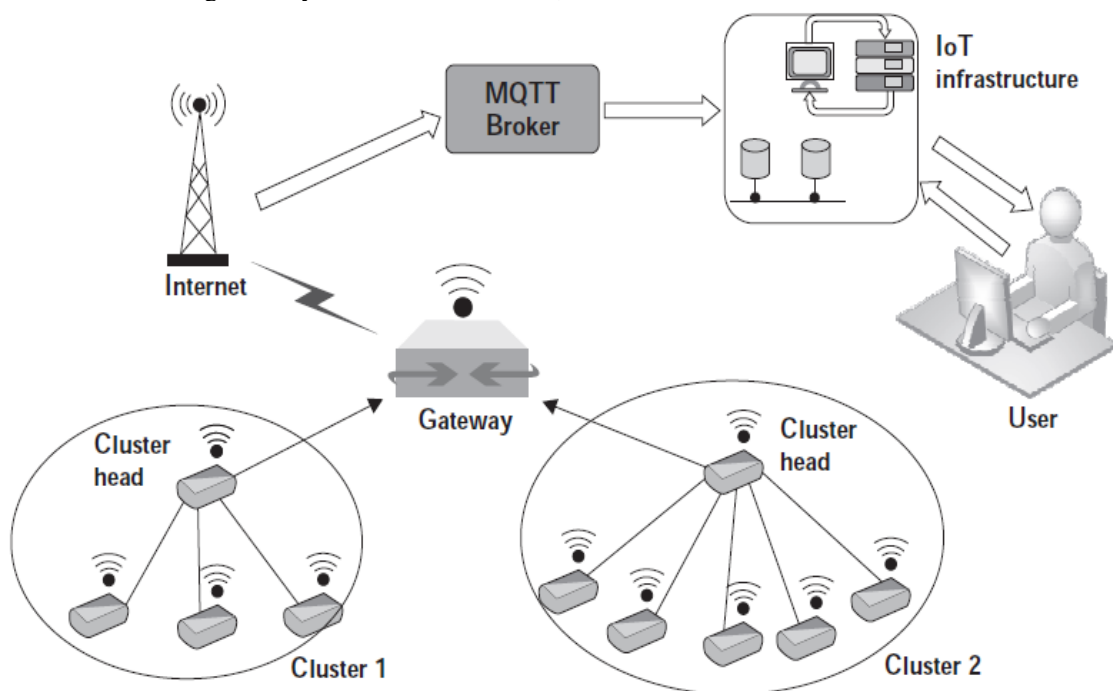 IoT
infrastructure
MQTT
Broker
Internet
Gateway
User
Cluster
head
Cluster
head
Cluster 1
Cluster 2